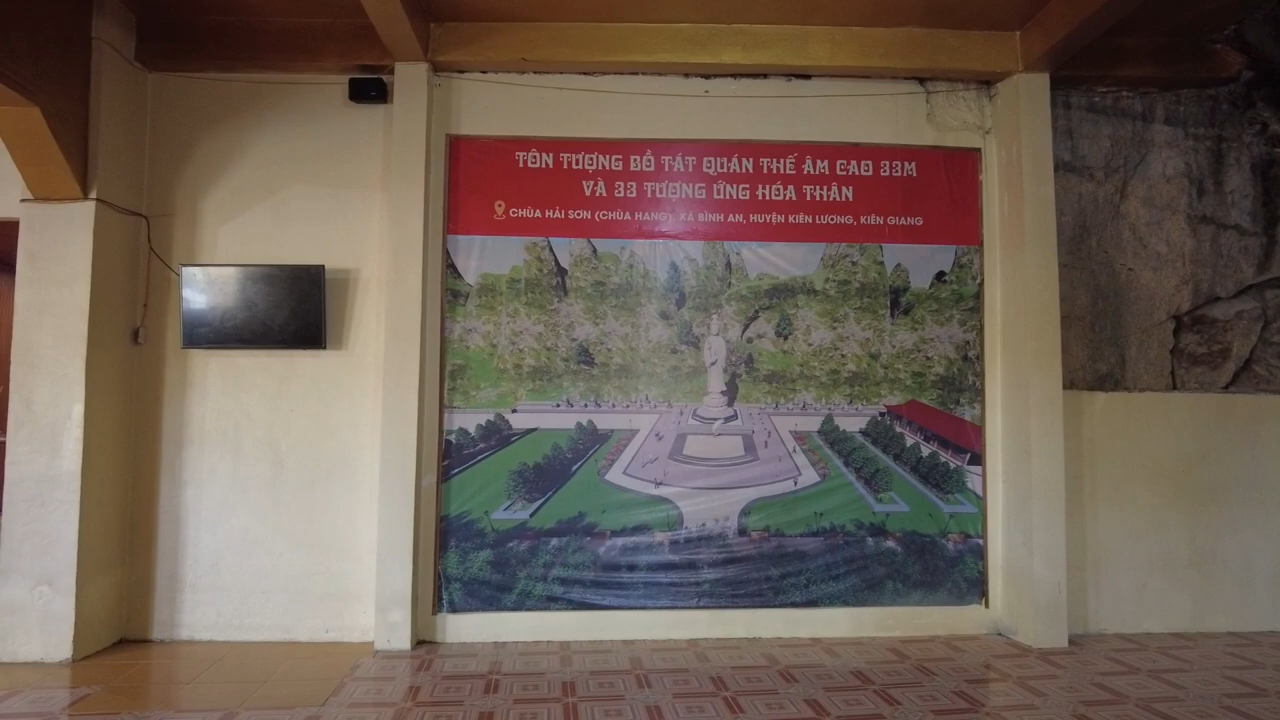 TÔN TƯỢNG BỒ TÁT QUÁN THẾ ÂM CAO 33M
VÀ 33 TƯỢNG ỨNG HÓA THÂN
CHÙA HẢI SƠN (CHÙA HANG), XÃ BÌNH AN, HUYỆN KIÊN LƯƠNG, KIÊN GIANG